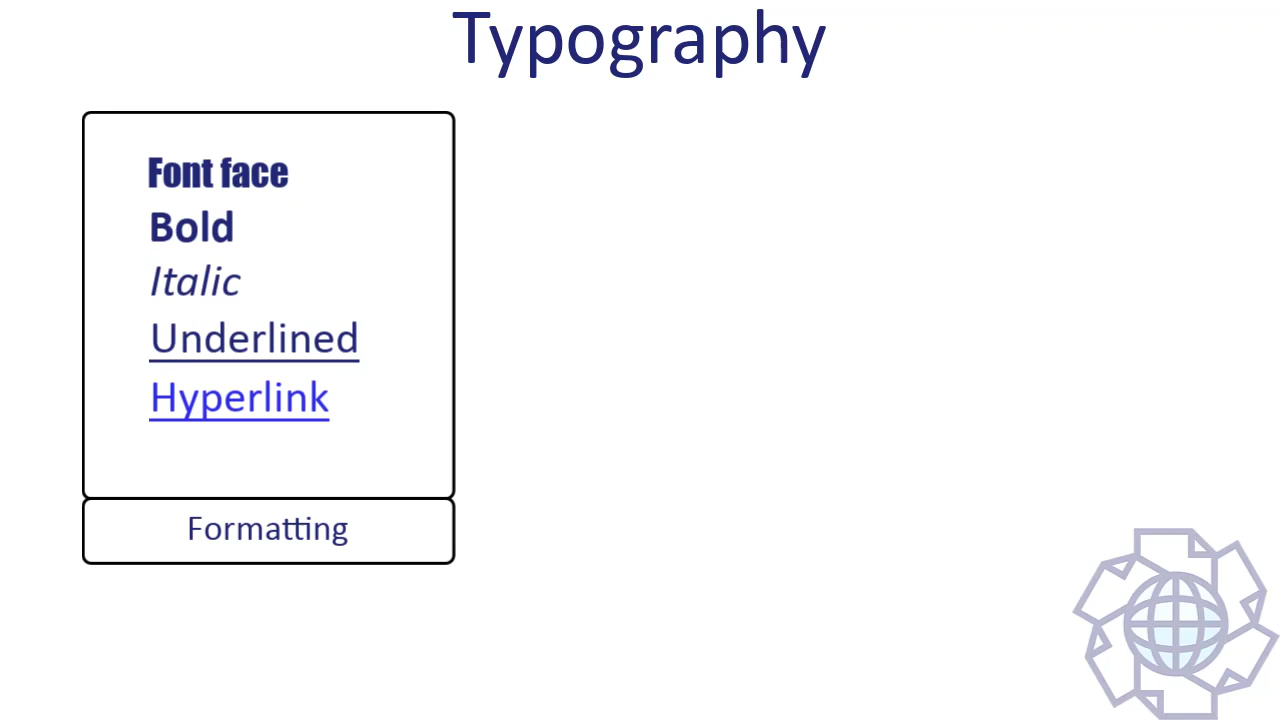 Typography
Font face
Bold
Italic
Underlined
Hyperlink
Formatting